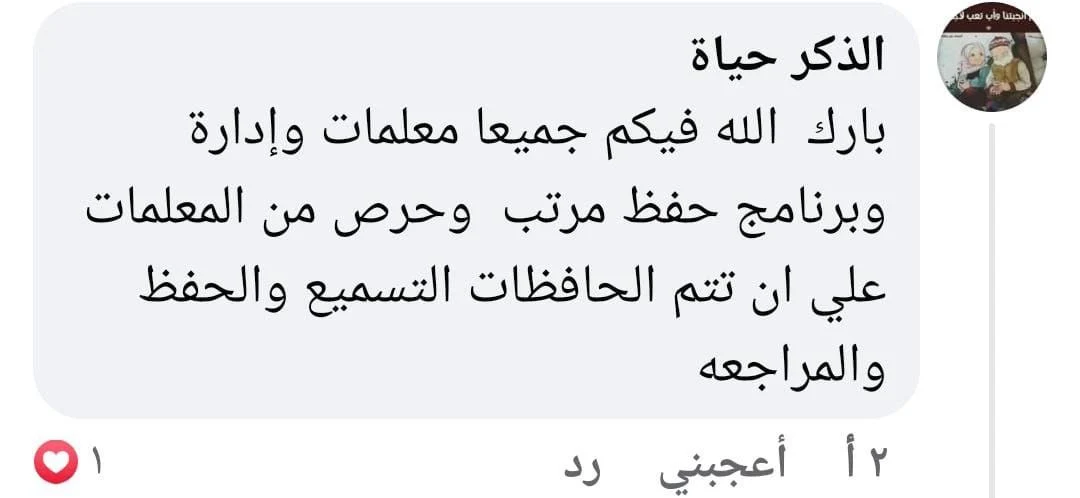 الذكر حياة
بارك الله فيكم جميعا معلمات وإدارة
وبرنامج حفظ مرتب وحرص من المعلمات
علي ان تتم الحافظات التسميع والحفظ
والمراجعه
٢ أ أعجبني رد ١